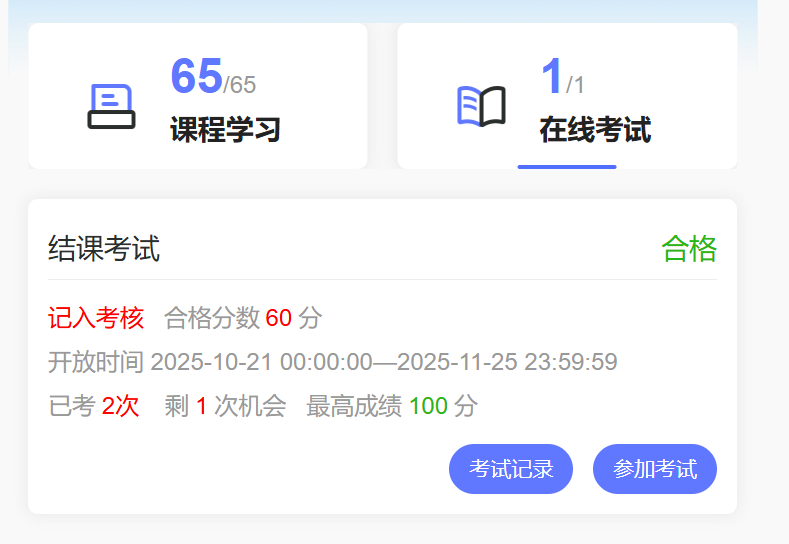 65/65
课程学习
1/1
在线考试
结课考试 合格
记入考核 合格分数 60 分
开放时间 2025-10-21 00:00:00—2025-11-25 23:59:59
已考 2次 剩 1 次机会 最高成绩 100 分
考试记录 参加考试